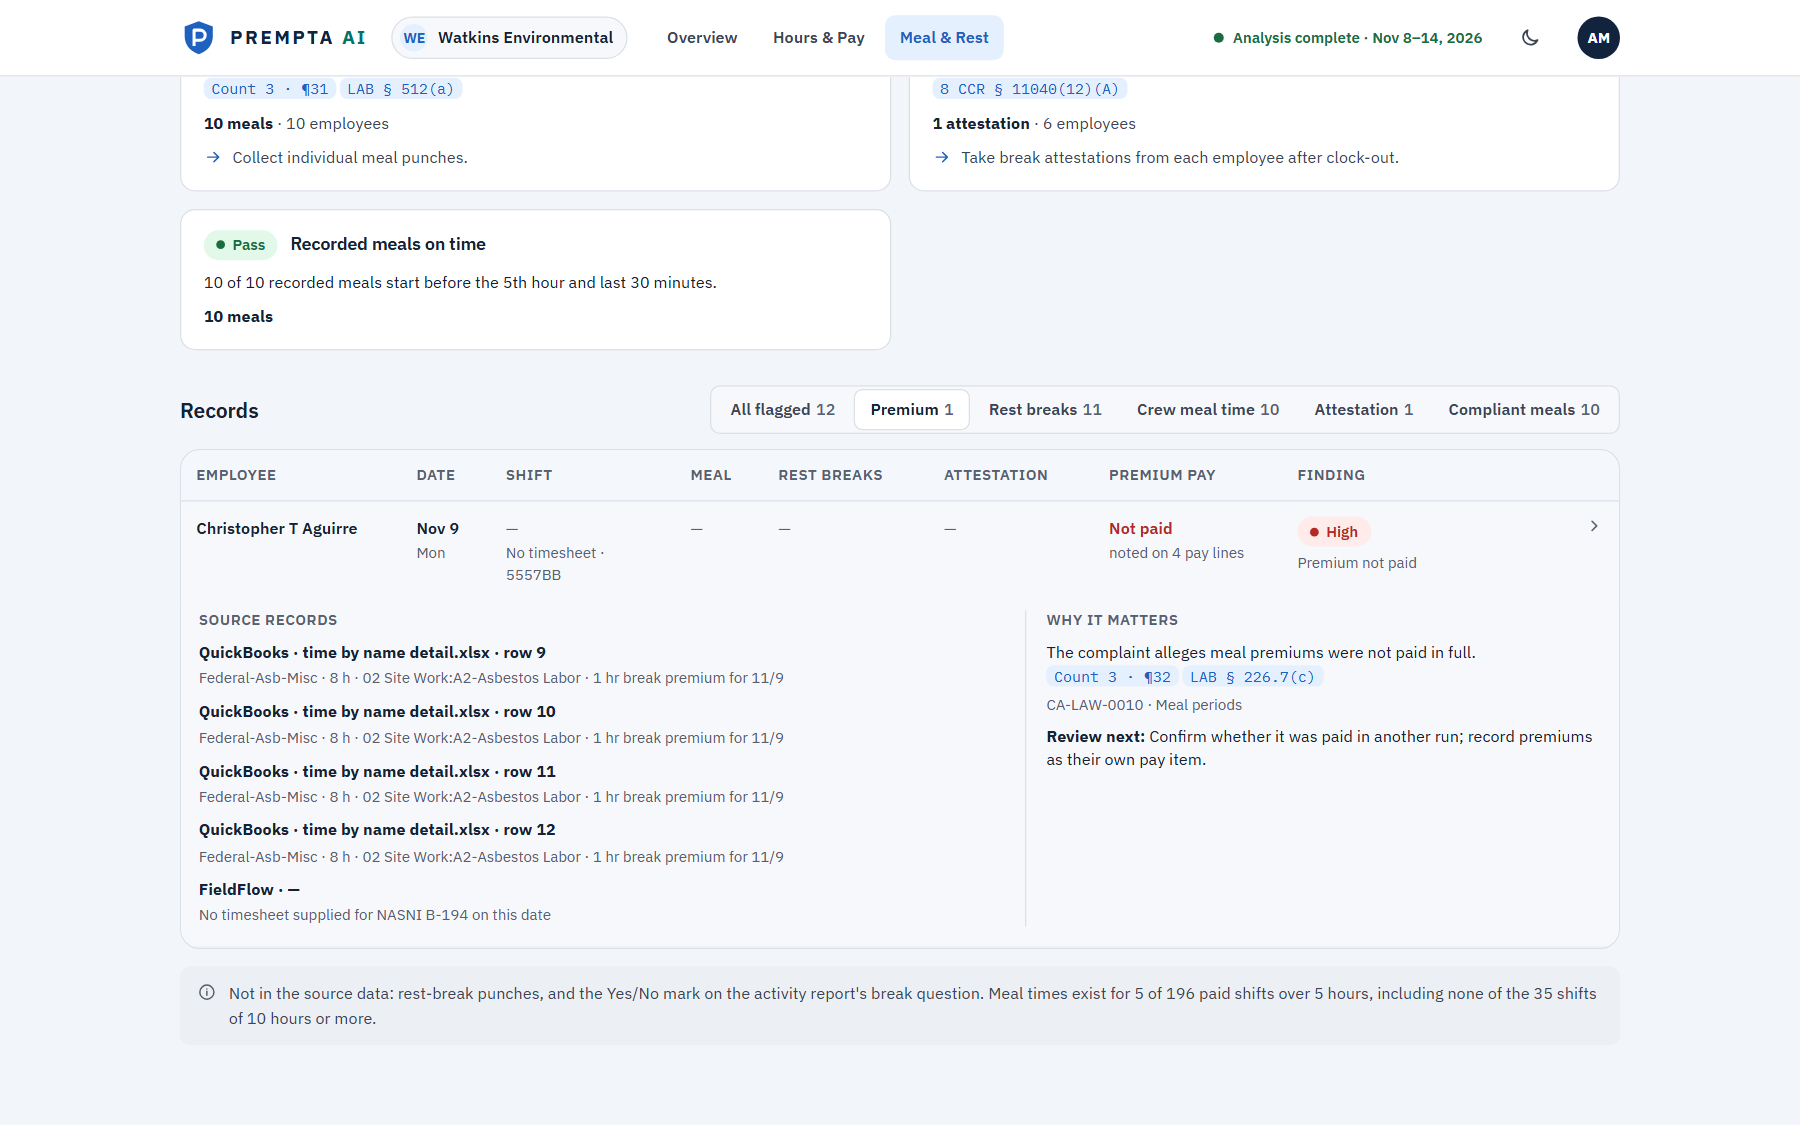 PREMPTA AI
WE Watkins Environmental
Overview
Hours & Pay
Meal & Rest
Analysis complete · Nov 8–14, 2026
AM
Count 3 · ¶31 LAB § 512(a)
10 meals · 10 employees
→ Collect individual meal punches.
8 CCR § 11040(12)(A)
1 attestation · 6 employees
→ Take break attestations from each employee after clock-out.
Pass Recorded meals on time
10 of 10 recorded meals start before the 5th hour and last 30 minutes.
10 meals
Records
All flagged 12
Premium 1
Rest breaks 11
Crew meal time 10
Attestation 1
Compliant meals 10
EMPLOYEE DATE SHIFT MEAL REST BREAKS ATTESTATION PREMIUM PAY FINDING
Christopher T Aguirre Nov 9 — — — — Not paid High
Mon No timesheet · noted on 4 pay lines Premium not paid
5557BB
SOURCE RECORDS
QuickBooks · time by name detail.xlsx · row 9
Federal-Asb-Misc · 8 h · 02 Site Work:A2-Asbestos Labor · 1 hr break premium for 11/9
QuickBooks · time by name detail.xlsx · row 10
Federal-Asb-Misc · 8 h · 02 Site Work:A2-Asbestos Labor · 1 hr break premium for 11/9
QuickBooks · time by name detail.xlsx · row 11
Federal-Asb-Misc · 8 h · 02 Site Work:A2-Asbestos Labor · 1 hr break premium for 11/9
QuickBooks · time by name detail.xlsx · row 12
Federal-Asb-Misc · 8 h · 02 Site Work:A2-Asbestos Labor · 1 hr break premium for 11/9
FieldFlow · —
No timesheet supplied for NASNI B-194 on this date
WHY IT MATTERS
The complaint alleges meal premiums were not paid in full.
Count 3 · ¶32 LAB § 226.7(c)
CA-LAW-0010 · Meal periods
Review next: Confirm whether it was paid in another run; record premiums
as their own pay item.
Not in the source data: rest-break punches, and the Yes/No mark on the activity report's break question. Meal times exist for 5 of 196 paid shifts over 5 hours, including none of the 35 shifts
of 10 hours or more.